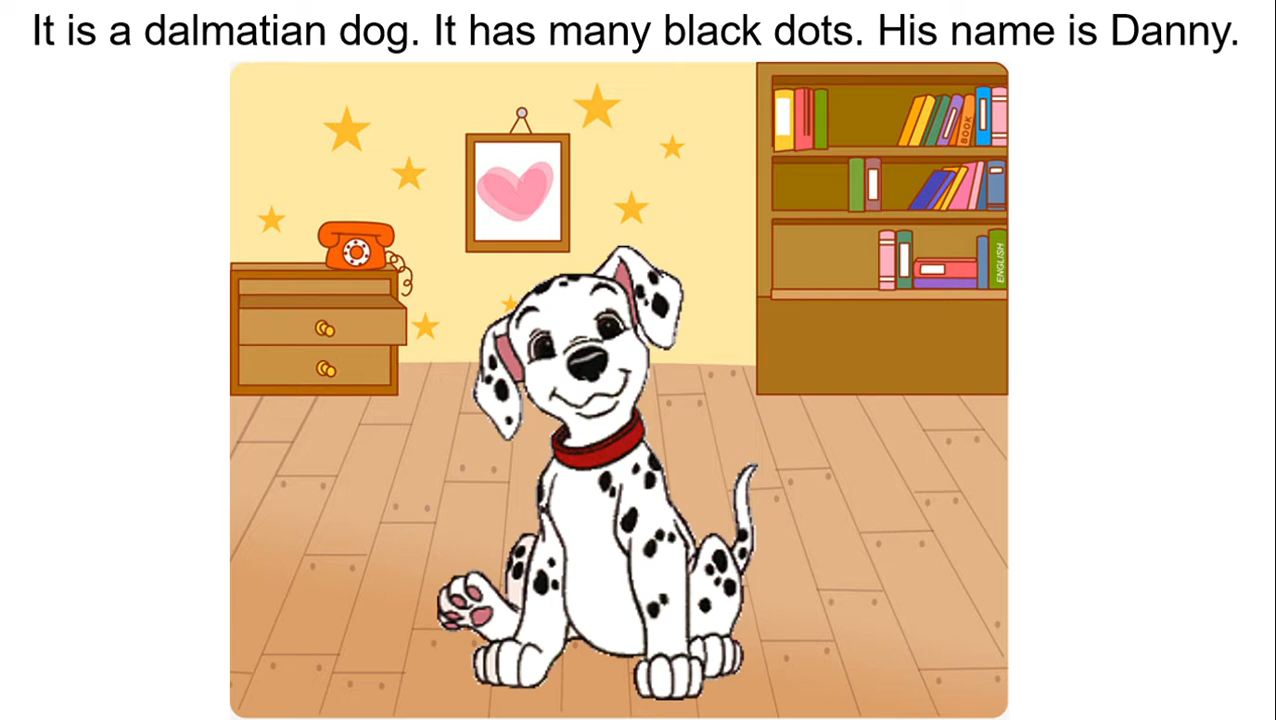 It is a dalmatian dog. It has many black dots. His name is Danny.
BOOK
ENGLISH